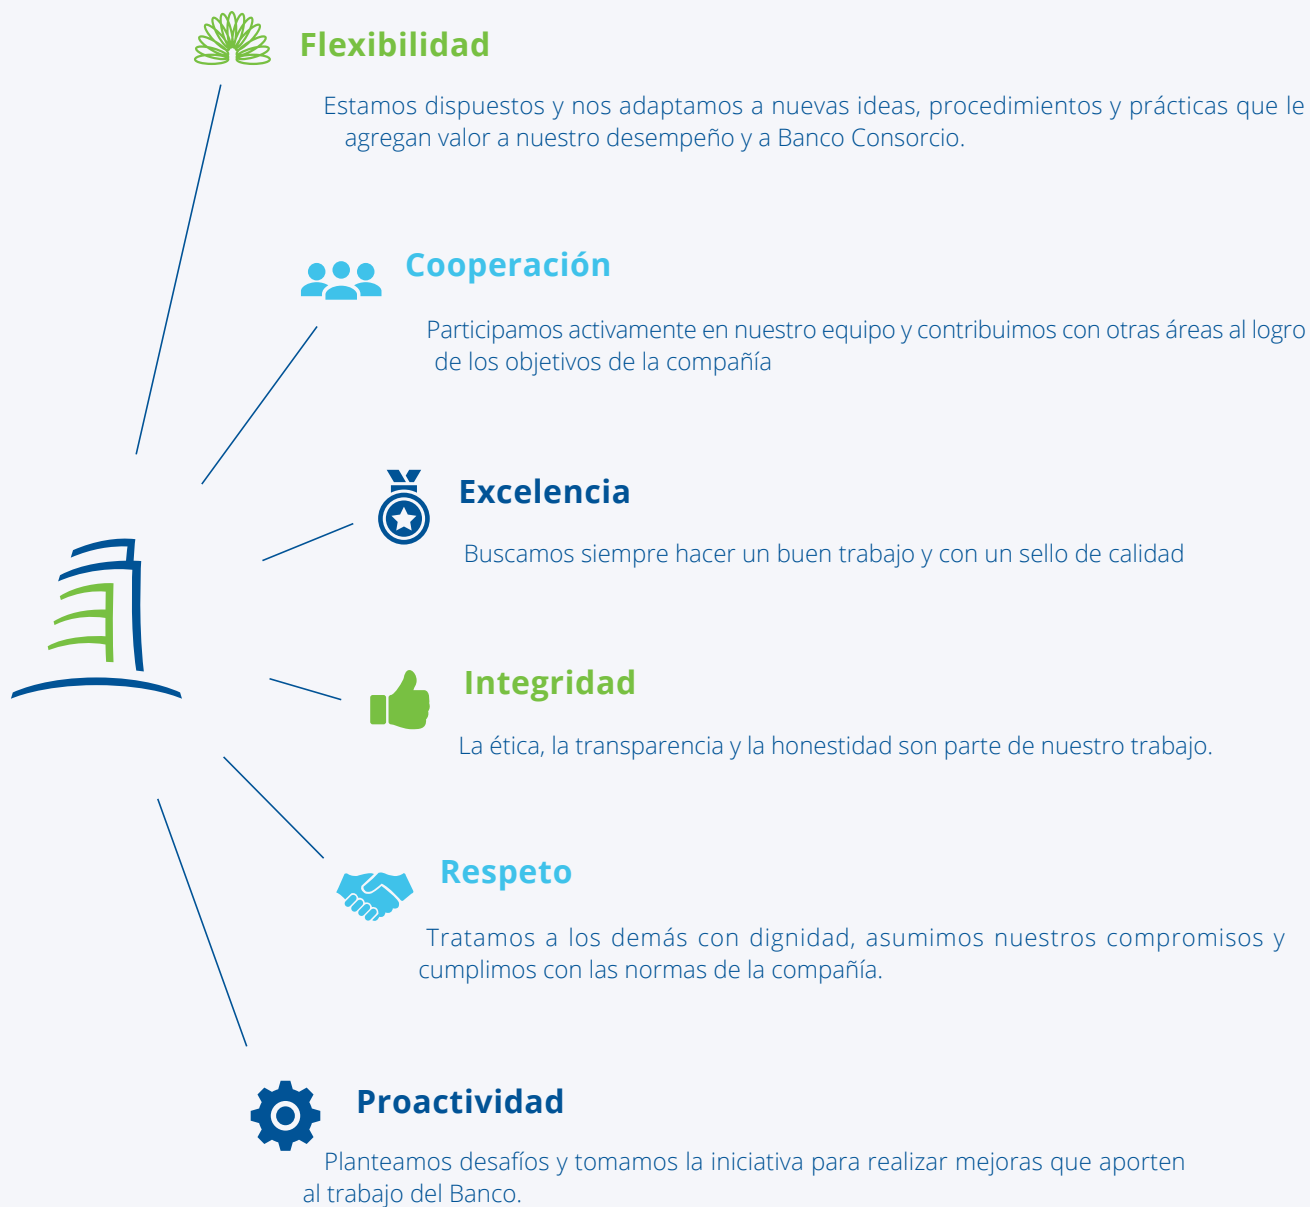 Flexibilidad
Estamos dispuestos y nos adaptamos a nuevas ideas, procedimientos y prácticas que le
agregan valor a nuestro desempeño y a Banco Consorcio.
Cooperación
Participamos activamente en nuestro equipo y contribuimos con otras áreas al logro
de los objetivos de la compañía
Excelencia
Buscamos siempre hacer un buen trabajo y con un sello de calidad
Integridad
La ética, la transparencia y la honestidad son parte de nuestro trabajo.
Respeto
Tratamos a los demás con dignidad, asumimos nuestros compromisos y
cumplimos con las normas de la compañía.
Proactividad
Planteamos desafíos y tomamos la iniciativa para realizar mejoras que aporten
al trabajo del Banco.